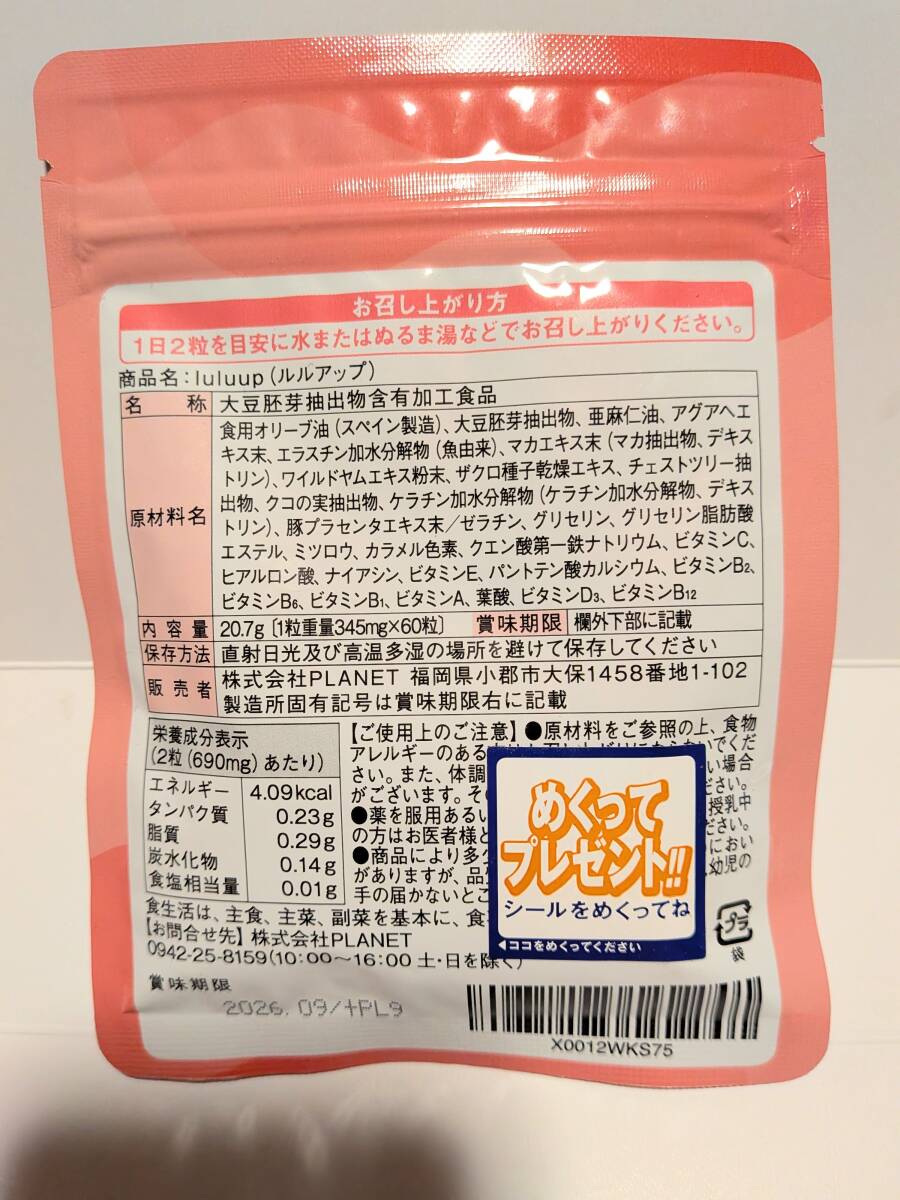 お召し上がり方
1日2粒を目安に水またはぬるま湯などでお召し上がりください。
商品名:luluup(ルルアップ)
名 称 大豆胚芽抽出物含有加工食品
原材料名
食用オリーブ油(スペイン製造)、大豆胚芽抽出物、亜麻仁油、アグアヘエ
キス末、エラスチン加水分解物(魚由来)、マカエキス末(マカ抽出物、デキス
トリン)、ワイルドヤムエキス粉末、ザクロ種子乾燥エキス、チェストツリー抽
出物、クコの実抽出物、ケラチン加水分解物(ケラチン加水分解物、デキス
トリン)、豚プラセンタエキス末/ゼラチン、グリセリン、グリセリン脂肪酸
エステル、ミツロウ、カラメル色素、クエン酸第一鉄ナトリウム、ビタミンC、
ヒアルロン酸、ナイアシン、ビタミンE、パントテン酸カルシウム、ビタミンB2、
ビタミンB6、ビタミンB1、ビタミンA、葉酸、ビタミンD3、ビタミンB12
内容量 20.7g〔1粒重量345mg×60粒〕 賞味期限 欄外下部に記載
保存方法 直射日光及び高温多湿の場所を避けて保存してください
販売者 株式会社PLANET 福岡県小郡市大保1458番地1-102
製造所固有記号は賞味期限右に記載
栄養成分表示
(2粒(690mg)あたり)
エネルギー 4.09kcal
タンパク質 0.23g
脂質 0.29g
炭水化物 0.14g
食塩相当量 0.01g
【ご使用上のご注意】●原材料をご参照の上、食物
アレルギーのある でくだ
さい。また、体調 い場合
がございます。そ ださい。
●薬を服用ある 授乳中
の方はお医者様と ださい。
●商品により多 におい
がありますが、品 幼児の
手の届かないとこ
めくって
プレゼント!!
シールをめくってね
◀ココをめくってください
食生活は、主食、主菜、副菜を基本に、食
【お問合せ先】株式会社PLANET
0942-25-8159(10:00～16:00 土・日を除く)
プラ
袋
賞味期限
2026.09/+PL9
X0012WKS75